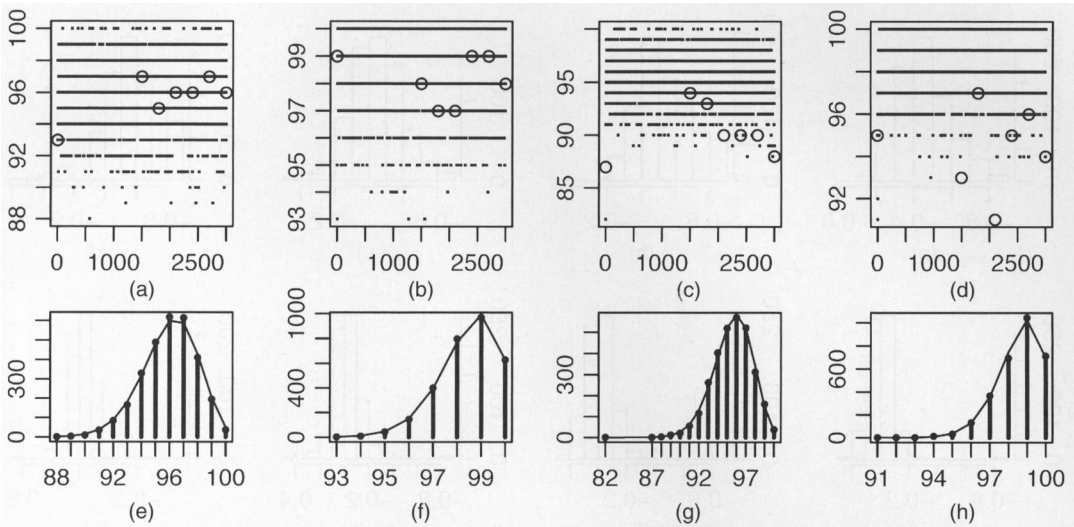 88 92 96 100
0 1000 2500
(a)
93 95 97 99
0 1000 2500
(b)
85 90 95
0 1000 2500
(c)
92 96 100
0 1000 2500
(d)
0 300
88 92 96 100
(e)
0 400 1000
93 95 97 99
(f)
0 300
82 87 92 97
(g)
0 600
91 94 97 100
(h)